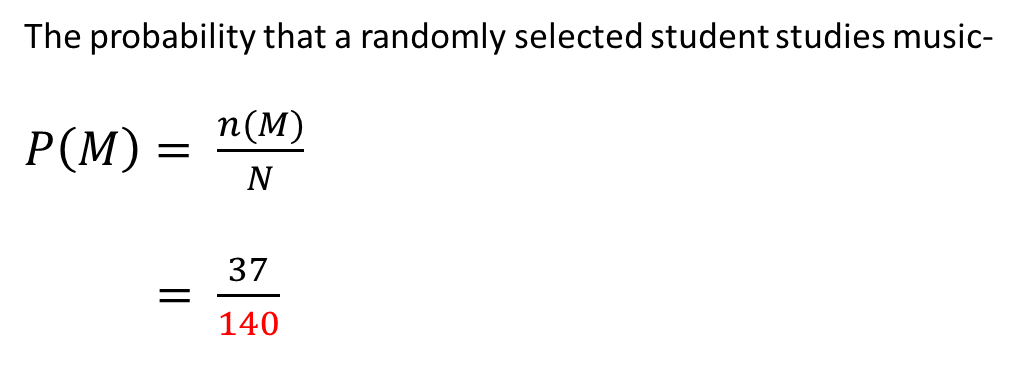 The probability that a randomly selected student studies music-
P(M) = n(M)/N
= 37/140